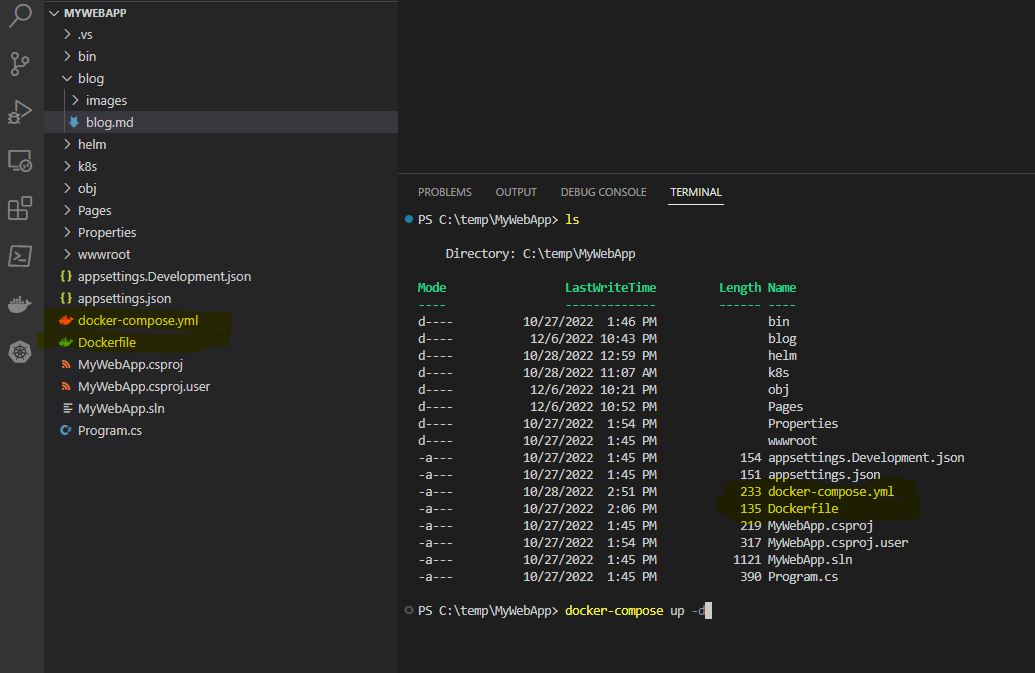 MYWEBAPP
.vs
bin
blog
images
blog.md
helm
k8s
obj
Pages
Properties
wwwroot
{} appsettings.Development.json
{} appsettings.json
docker-compose.yml
Dockerfile
MyWebApp.csproj
MyWebApp.csproj.user
MyWebApp.sln
C# Program.cs
PROBLEMS OUTPUT DEBUG CONSOLE TERMINAL
PS C:\temp\MyWebApp> ls
Directory: C:\temp\MyWebApp
Mode LastWriteTime Length Name
---- ------------- ------ ----
d---- 10/27/2022 1:46 PM bin
d---- 12/6/2022 10:43 PM blog
d---- 10/28/2022 12:59 PM helm
d---- 10/28/2022 11:07 AM k8s
d---- 12/6/2022 10:21 PM obj
d---- 12/6/2022 10:52 PM Pages
d---- 10/27/2022 1:54 PM Properties
d---- 10/27/2022 1:45 PM wwwroot
-a--- 10/27/2022 1:45 PM 154 appsettings.Development.json
-a--- 10/27/2022 1:45 PM 151 appsettings.json
-a--- 10/28/2022 2:51 PM 233 docker-compose.yml
-a--- 10/27/2022 2:06 PM 135 Dockerfile
-a--- 10/27/2022 1:45 PM 219 MyWebApp.csproj
-a--- 10/27/2022 1:54 PM 317 MyWebApp.csproj.user
-a--- 10/27/2022 1:45 PM 1121 MyWebApp.sln
-a--- 10/27/2022 1:45 PM 390 Program.cs
PS C:\temp\MyWebApp> docker-compose up -d